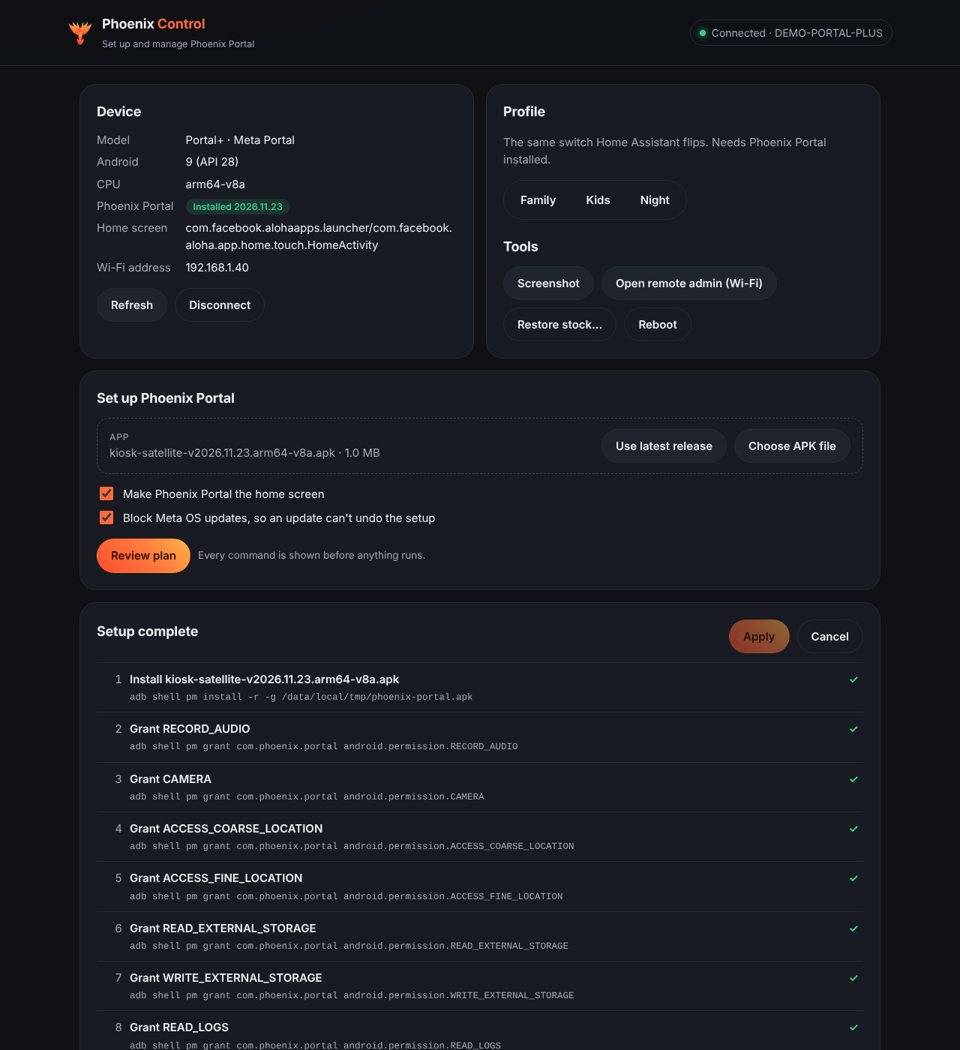 Phoenix Control
Set up and manage Phoenix Portal
Connected · DEMO-PORTAL-PLUS
Device
Model Portal+ · Meta Portal
Android 9 (API 28)
CPU arm64-v8a
Phoenix Portal Installed 2026.11.23
Home screen com.facebook.alohaapps.launcher/com.facebook.
aloha.app.home.touch.HomeActivity
Wi-Fi address 192.168.1.40
Refresh Disconnect
Profile
The same switch Home Assistant flips. Needs Phoenix Portal
installed.
Family Kids Night
Tools
Screenshot Open remote admin (Wi-Fi)
Restore stock... Reboot
Set up Phoenix Portal
APP
kiosk-satellite-v2026.11.23.arm64-v8a.apk · 1.0 MB
Use latest release Choose APK file
Make Phoenix Portal the home screen
Block Meta OS updates, so an update can't undo the setup
Review plan Every command is shown before anything runs.
Setup complete
Apply Cancel
1 Install kiosk-satellite-v2026.11.23.arm64-v8a.apk
adb shell pm install -r -g /data/local/tmp/phoenix-portal.apk
2 Grant RECORD_AUDIO
adb shell pm grant com.phoenix.portal android.permission.RECORD_AUDIO
3 Grant CAMERA
adb shell pm grant com.phoenix.portal android.permission.CAMERA
4 Grant ACCESS_COARSE_LOCATION
adb shell pm grant com.phoenix.portal android.permission.ACCESS_COARSE_LOCATION
5 Grant ACCESS_FINE_LOCATION
adb shell pm grant com.phoenix.portal android.permission.ACCESS_FINE_LOCATION
6 Grant READ_EXTERNAL_STORAGE
adb shell pm grant com.phoenix.portal android.permission.READ_EXTERNAL_STORAGE
7 Grant WRITE_EXTERNAL_STORAGE
adb shell pm grant com.phoenix.portal android.permission.WRITE_EXTERNAL_STORAGE
8 Grant READ_LOGS
adb shell pm grant com.phoenix.portal android.permission.READ_LOGS